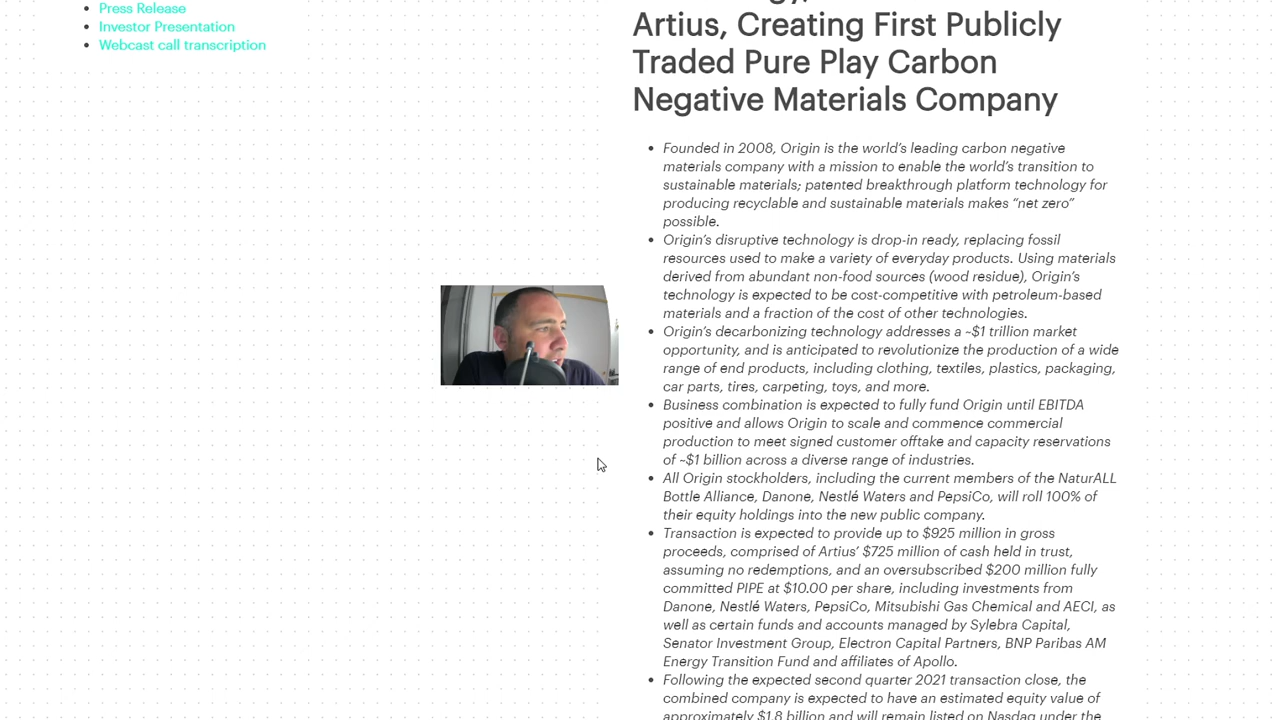 Press Release
Investor Presentation
Webcast call transcription
Artius, Creating First Publicly
Traded Pure Play Carbon
Negative Materials Company
Founded in 2008, Origin is the world’s leading carbon negative
materials company with a mission to enable the world’s transition to
sustainable materials; patented breakthrough platform technology for
producing recyclable and sustainable materials makes “net zero”
possible.
Origin’s disruptive technology is drop-in ready, replacing fossil
resources used to make a variety of everyday products. Using materials
derived from abundant non-food sources (wood residue), Origin’s
technology is expected to be cost-competitive with petroleum-based
materials and a fraction of the cost of other technologies.
Origin’s decarbonizing technology addresses a ~$1 trillion market
opportunity, and is anticipated to revolutionize the production of a wide
range of end products, including clothing, textiles, plastics, packaging,
car parts, tires, carpeting, toys, and more.
Business combination is expected to fully fund Origin until EBITDA
positive and allows Origin to scale and commence commercial
production to meet signed customer offtake and capacity reservations
of ~$1 billion across a diverse range of industries.
All Origin stockholders, including the current members of the NaturALL
Bottle Alliance, Danone, Nestlé Waters and PepsiCo, will roll 100% of
their equity holdings into the new public company.
Transaction is expected to provide up to $925 million in gross
proceeds, comprised of Artius’ $725 million of cash held in trust,
assuming no redemptions, and an oversubscribed $200 million fully
committed PIPE at $10.00 per share, including investments from
Danone, Nestlé Waters, PepsiCo, Mitsubishi Gas Chemical and AECI, as
well as certain funds and accounts managed by Sylebra Capital,
Senator Investment Group, Electron Capital Partners, BNP Paribas AM
Energy Transition Fund and affiliates of Apollo.
Following the expected second quarter 2021 transaction close, the
combined company is expected to have an estimated equity value of
approximately $1.8 billion and will remain listed on Nasdaq under the